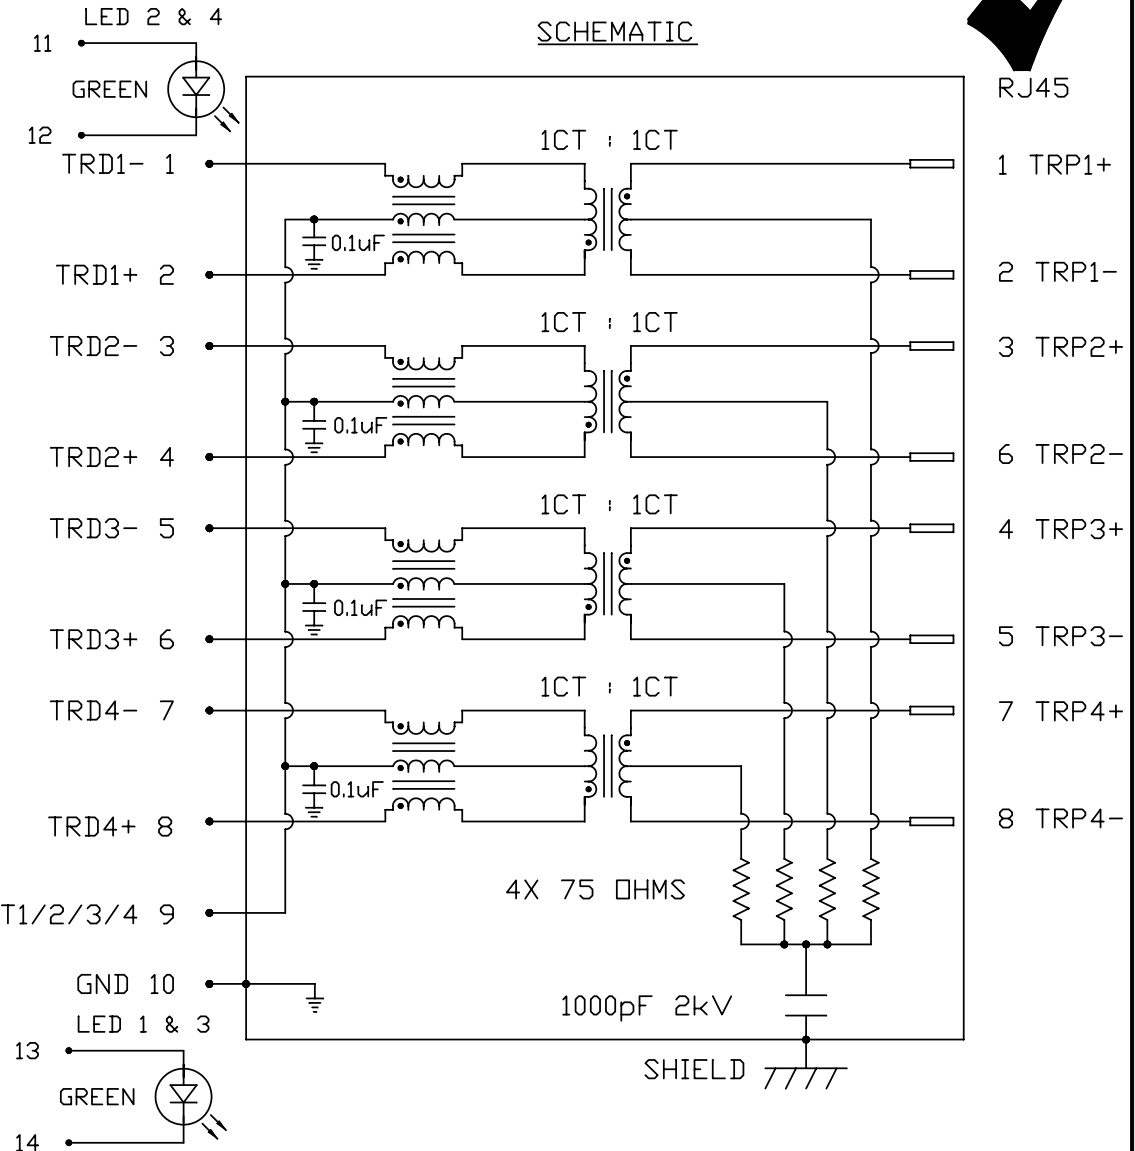 LED 2 & 4
SCHEMATIC
11
GREEN
RJ45
12
1CT : 1CT
TRD1- 1
1 TRP1+
0.1uF
TRD1+ 2
2 TRP1-
1CT : 1CT
TRD2- 3
3 TRP2+
0.1uF
TRD2+ 4
6 TRP2-
1CT : 1CT
TRD3- 5
4 TRP3+
0.1uF
TRD3+ 6
5 TRP3-
1CT : 1CT
TRD4- 7
7 TRP4+
0.1uF
TRD4+ 8
8 TRP4-
4X 75 OHMS
T1/2/3/4 9
GND 10
1000pF 2kV
LED 1 & 3
13
SHIELD
GREEN
14